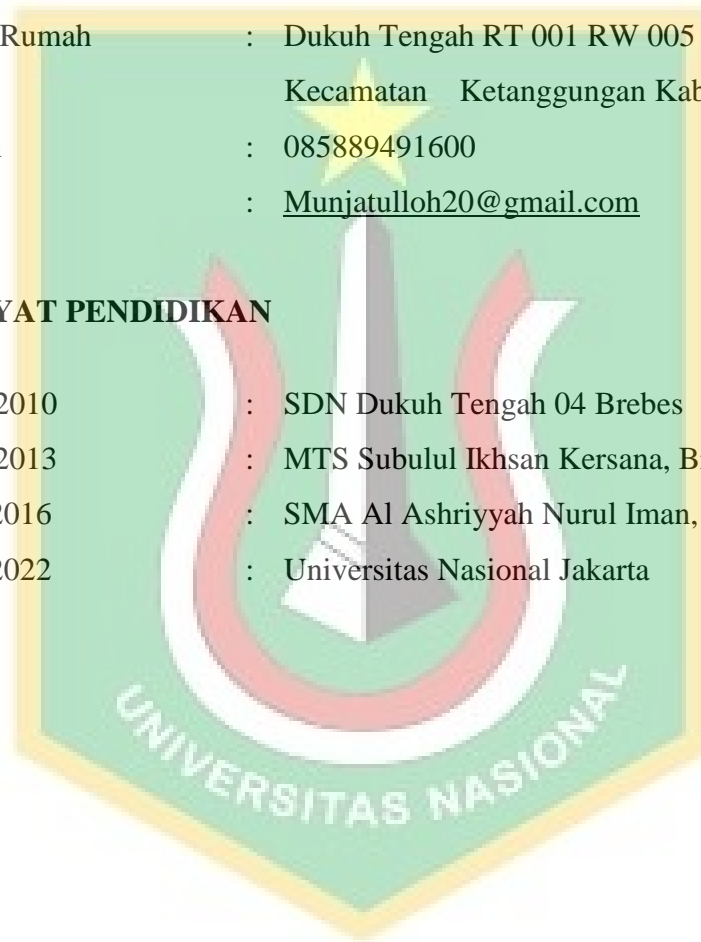 Rumah : Dukuh Tengah RT 001 RW 005
Kecamatan Ketanggungan Kab
: 085889491600
: Munjatulloh20@gmail.com
YAT PENDIDIKAN
2010 : SDN Dukuh Tengah 04 Brebes
2013 : MTS Subulul Ikhsan Kersana, B
2016 : SMA Al Ashriyyah Nurul Iman,
2022 : Universitas Nasional Jakarta
UNIVERSITAS NASIONAL